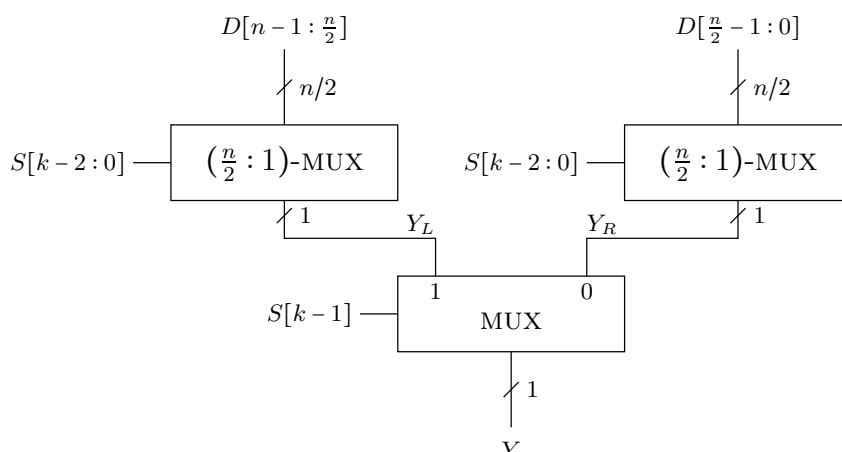 D[n − 1 : n/2] D[n/2 − 1 : 0]
n/2 n/2
S[k − 2 : 0] (n/2 : 1)-MUX S[k − 2 : 0] (n/2 : 1)-MUX
1 1
Y_L Y_R
1 0
S[k − 1] MUX
1
Y